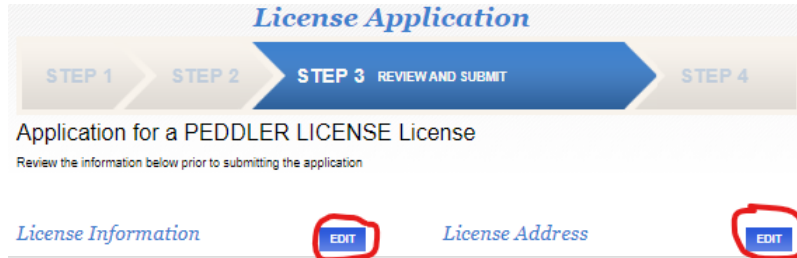 License Application
STEP 1 STEP 2 STEP 3 REVIEW AND SUBMIT STEP 4
Application for a PEDDLER LICENSE License
Review the information below prior to submitting the application
License Information EDIT License Address EDIT